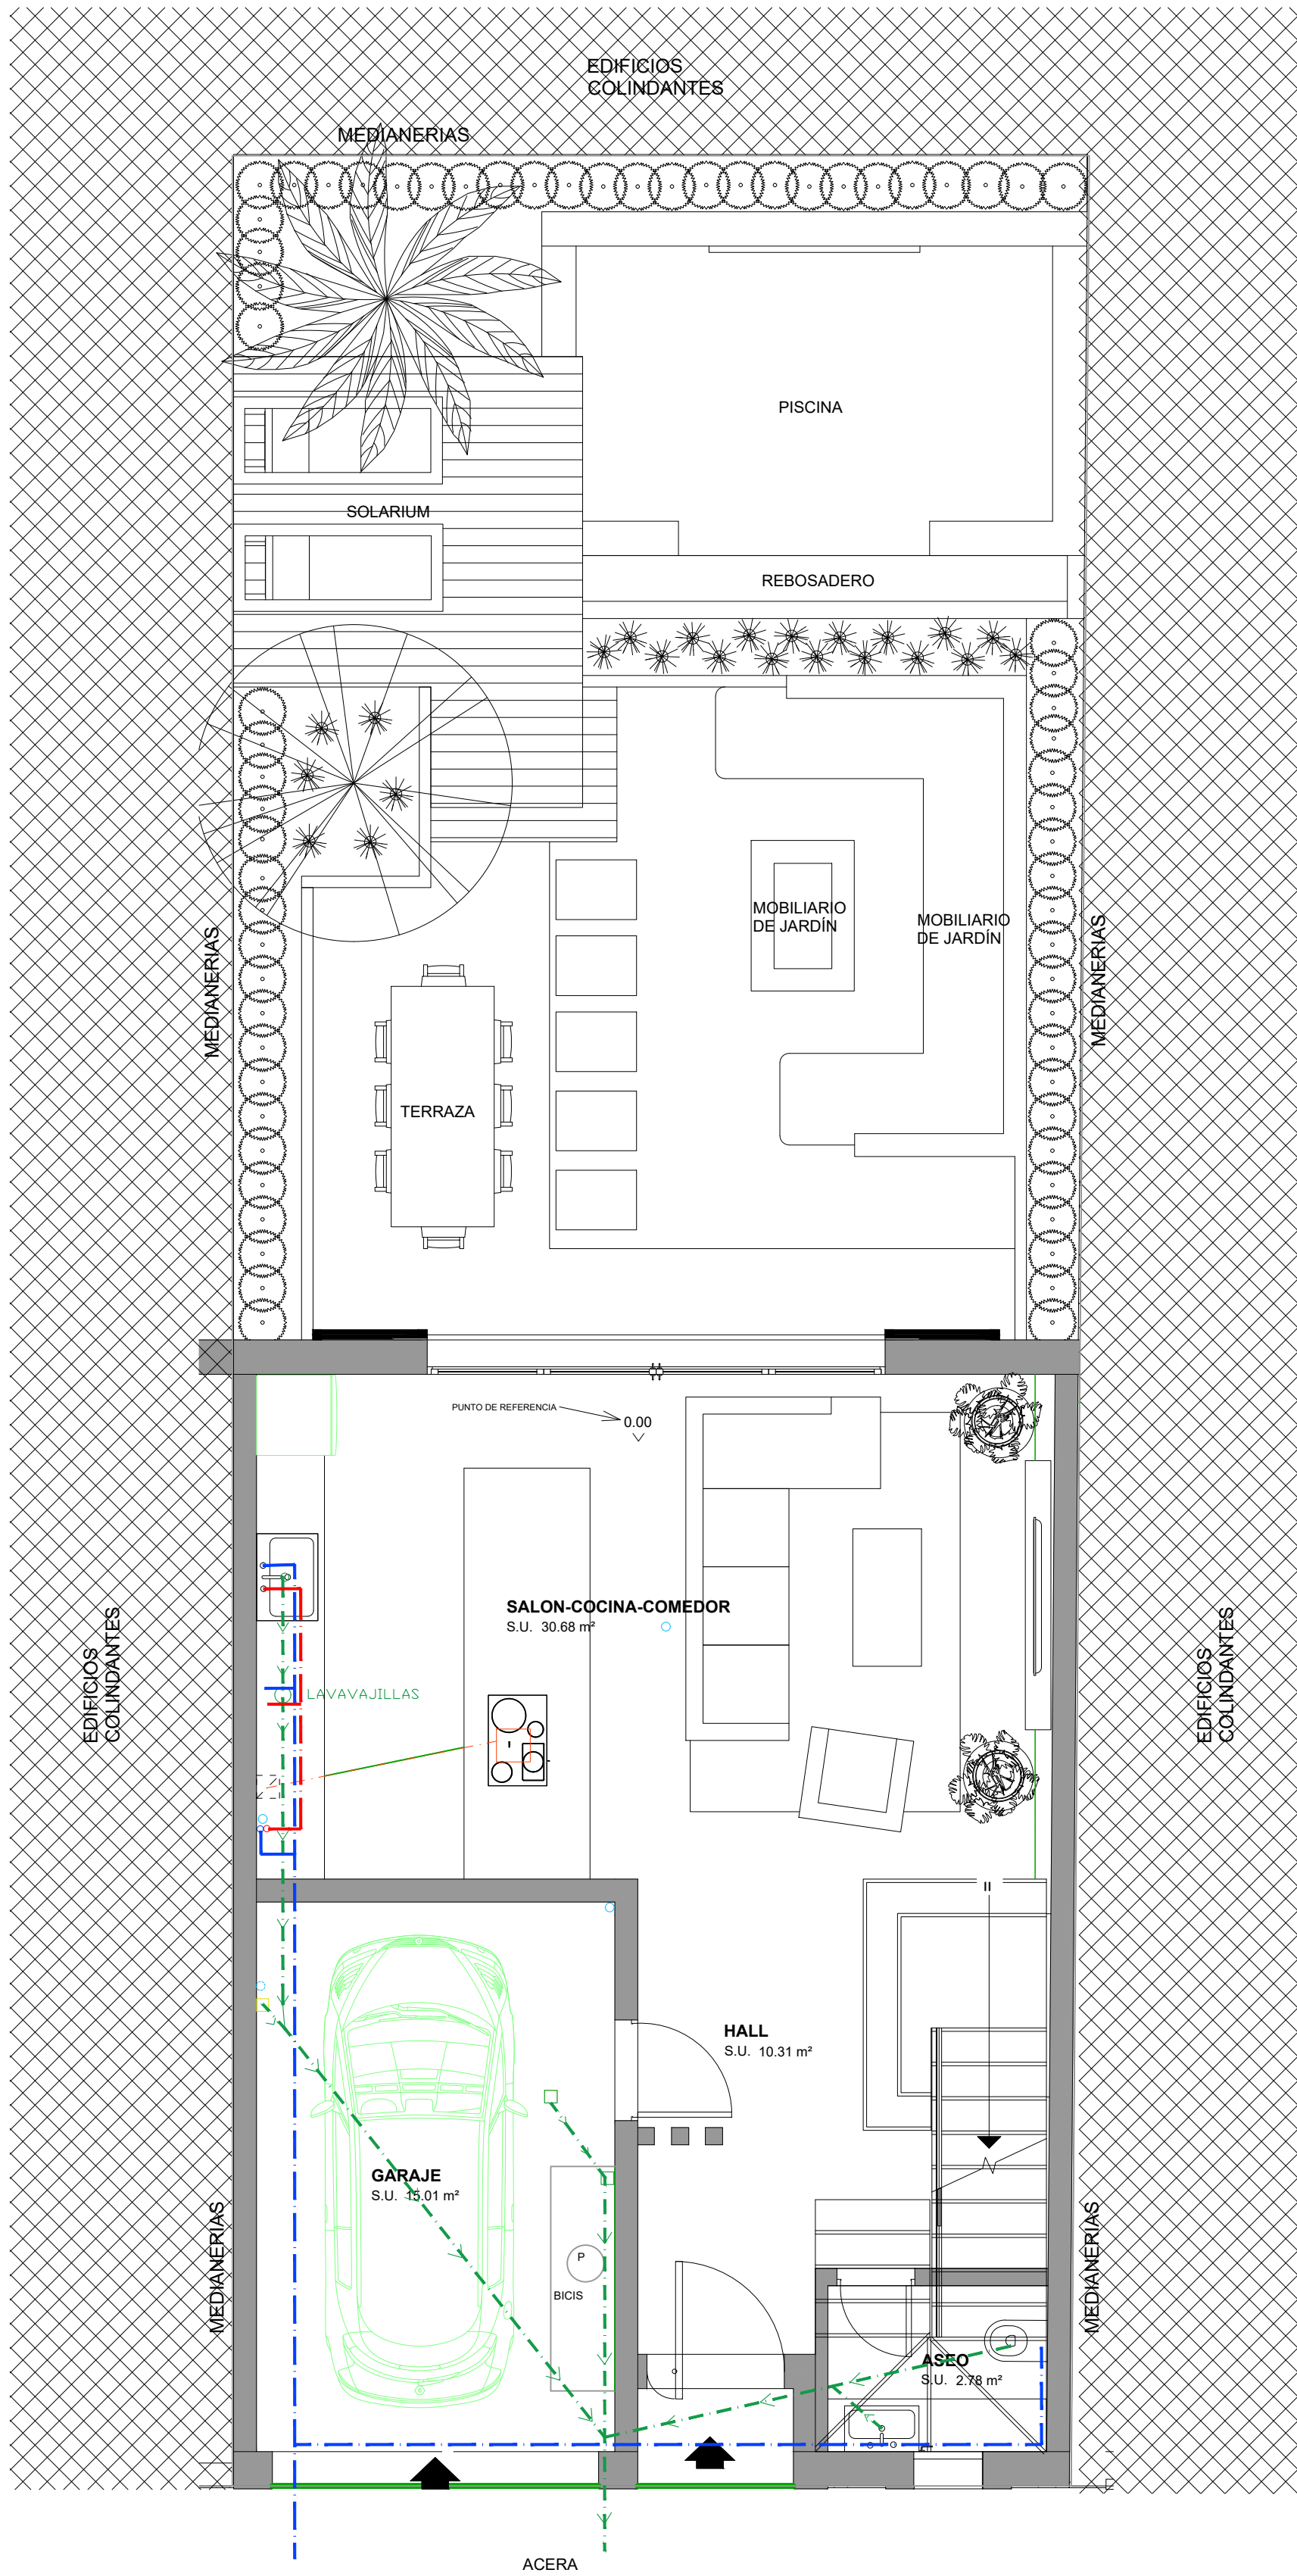 EDIFICIOS
COLINDANTES
MEDIANERIAS
PISCINA
SOLARIUM
REBOSADERO
MOBILIARIO
DE JARDÍN
MOBILIARIO
DE JARDÍN
MEDIANERIAS
MEDIANERIAS
TERRAZA
PUNTO DE REFERENCIA
0.00
SALON-COCINA-COMEDOR
S.U. 30.68 m²
EDIFICIOS
COLINDANTES
EDIFICIOS
COLINDANTES
LAVAVAJILLAS
HALL
S.U. 10.31 m²
GARAJE
S.U. 15.01 m²
MEDIANERIAS
MEDIANERIAS
P
BICIS
ASEO
S.U. 2.78 m²
ACERA